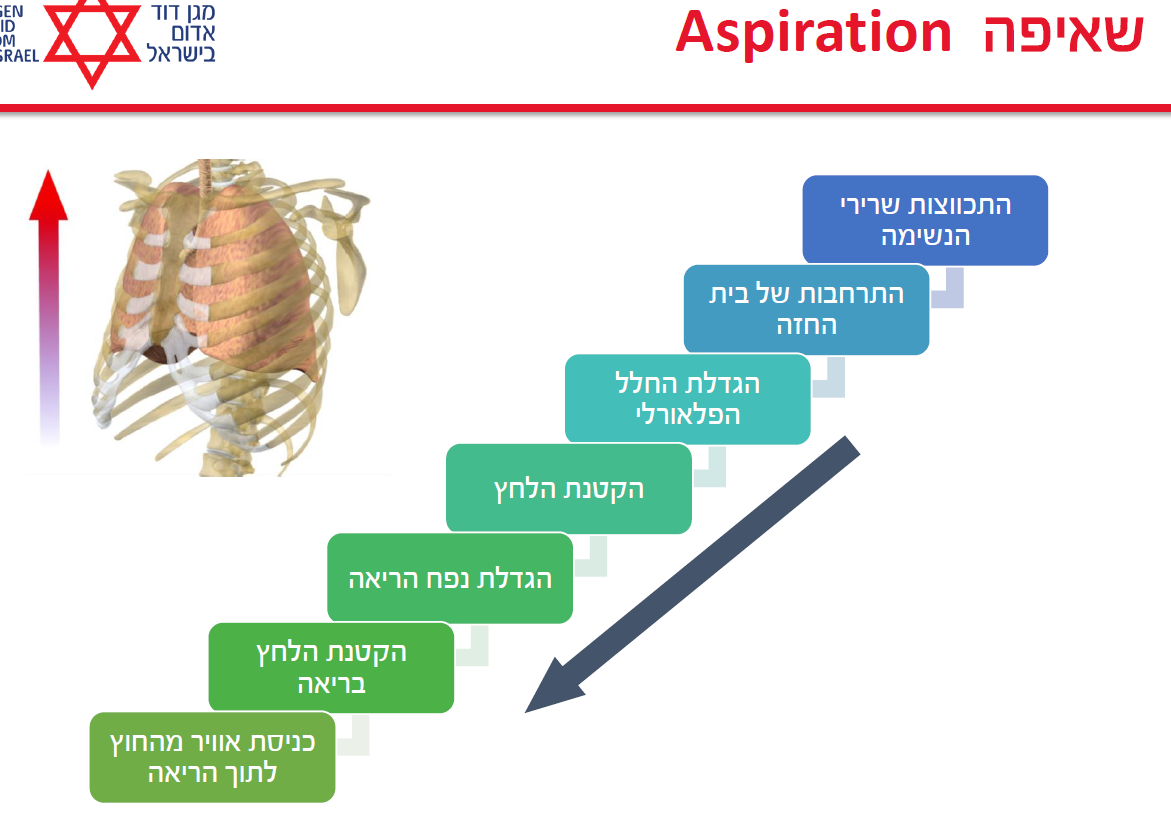 מגן דוד
אדום
בישראל
שאיפה Aspiration
התכווצות שרירי
הנשימה
התרחבות של בית
החזה
הגדלת החלל
הפלאורלי
הקטנת הלחץ
הגדלת נפח הריאה
הקטנת הלחץ
בריאה
כניסת אוויר מהחוץ
לתוך הריאה